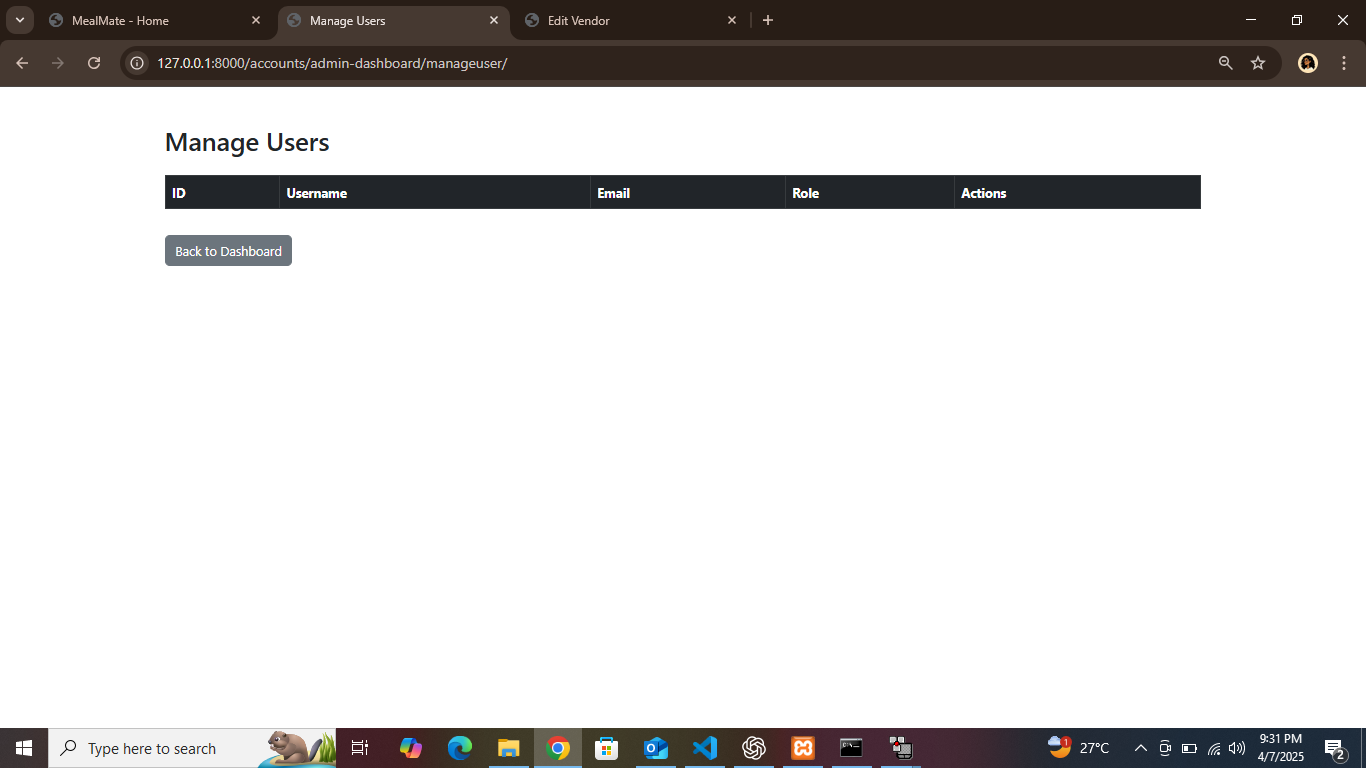 MealMate - Home
Manage Users
Edit Vendor
127.0.0.1:8000/accounts/admin-dashboard/manageuser/
Manage Users
ID Username Email Role Actions
Back to Dashboard
Type here to search
1
27°C
9:31 PM
4/7/2025
2